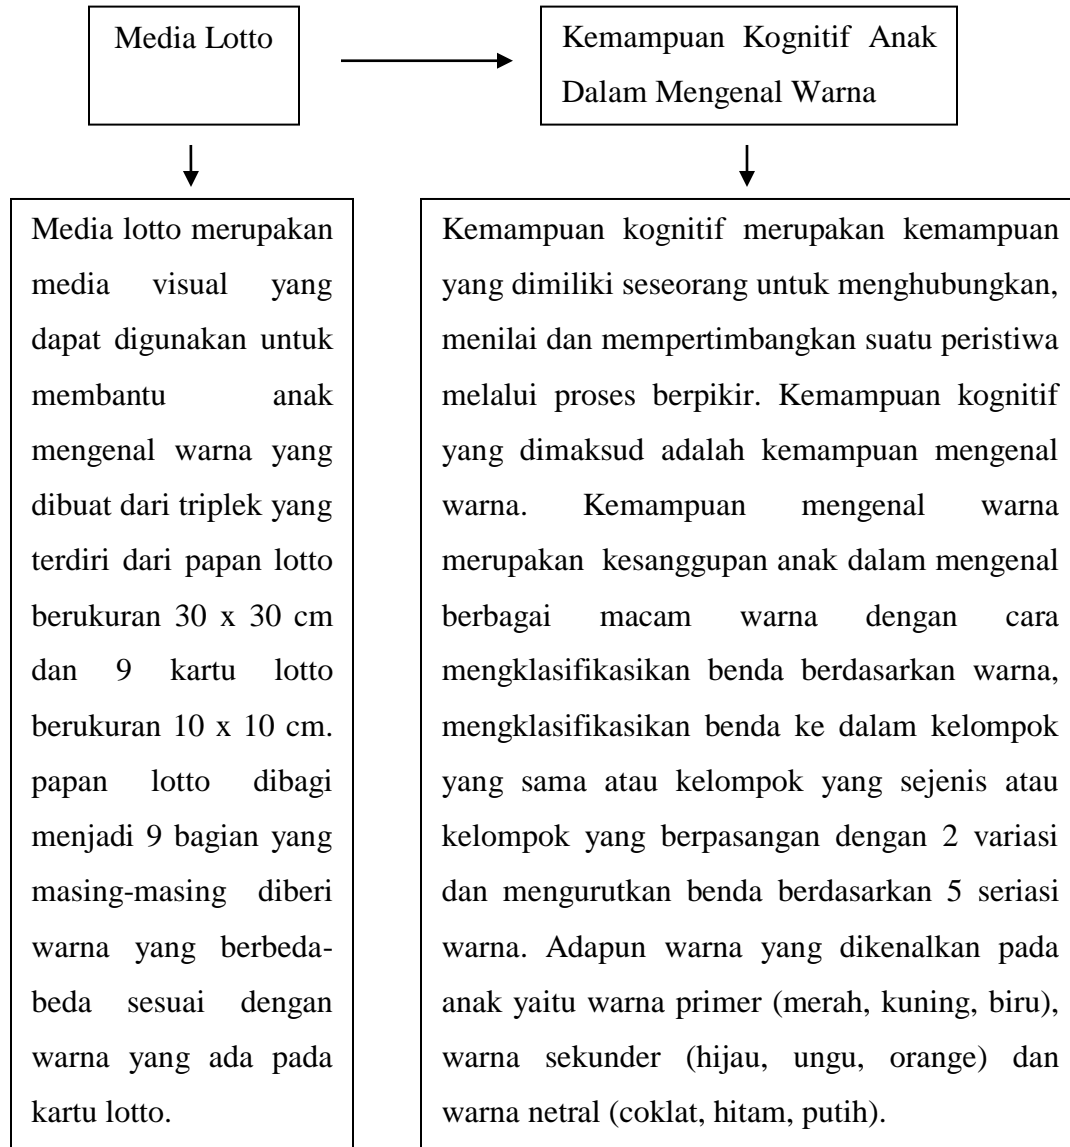 Media Lotto
Kemampuan Kognitif Anak
Dalam Mengenal Warna
Media lotto merupakan
media visual yang
dapat digunakan untuk
membantu anak
mengenal warna yang
dibuat dari triplek yang
terdiri dari papan lotto
berukuran 30 x 30 cm
dan 9 kartu lotto
berukuran 10 x 10 cm.
papan lotto dibagi
menjadi 9 bagian yang
masing-masing diberi
warna yang berbeda-
beda sesuai dengan
warna yang ada pada
kartu lotto.
Kemampuan kognitif merupakan kemampuan
yang dimiliki seseorang untuk menghubungkan,
menilai dan mempertimbangkan suatu peristiwa
melalui proses berpikir. Kemampuan kognitif
yang dimaksud adalah kemampuan mengenal
warna. Kemampuan mengenal warna
merupakan kesanggupan anak dalam mengenal
berbagai macam warna dengan cara
mengklasifikasikan benda berdasarkan warna,
mengklasifikasikan benda ke dalam kelompok
yang sama atau kelompok yang sejenis atau
kelompok yang berpasangan dengan 2 variasi
dan mengurutkan benda berdasarkan 5 seriasi
warna. Adapun warna yang dikenalkan pada
anak yaitu warna primer (merah, kuning, biru),
warna sekunder (hijau, ungu, orange) dan
warna netral (coklat, hitam, putih).